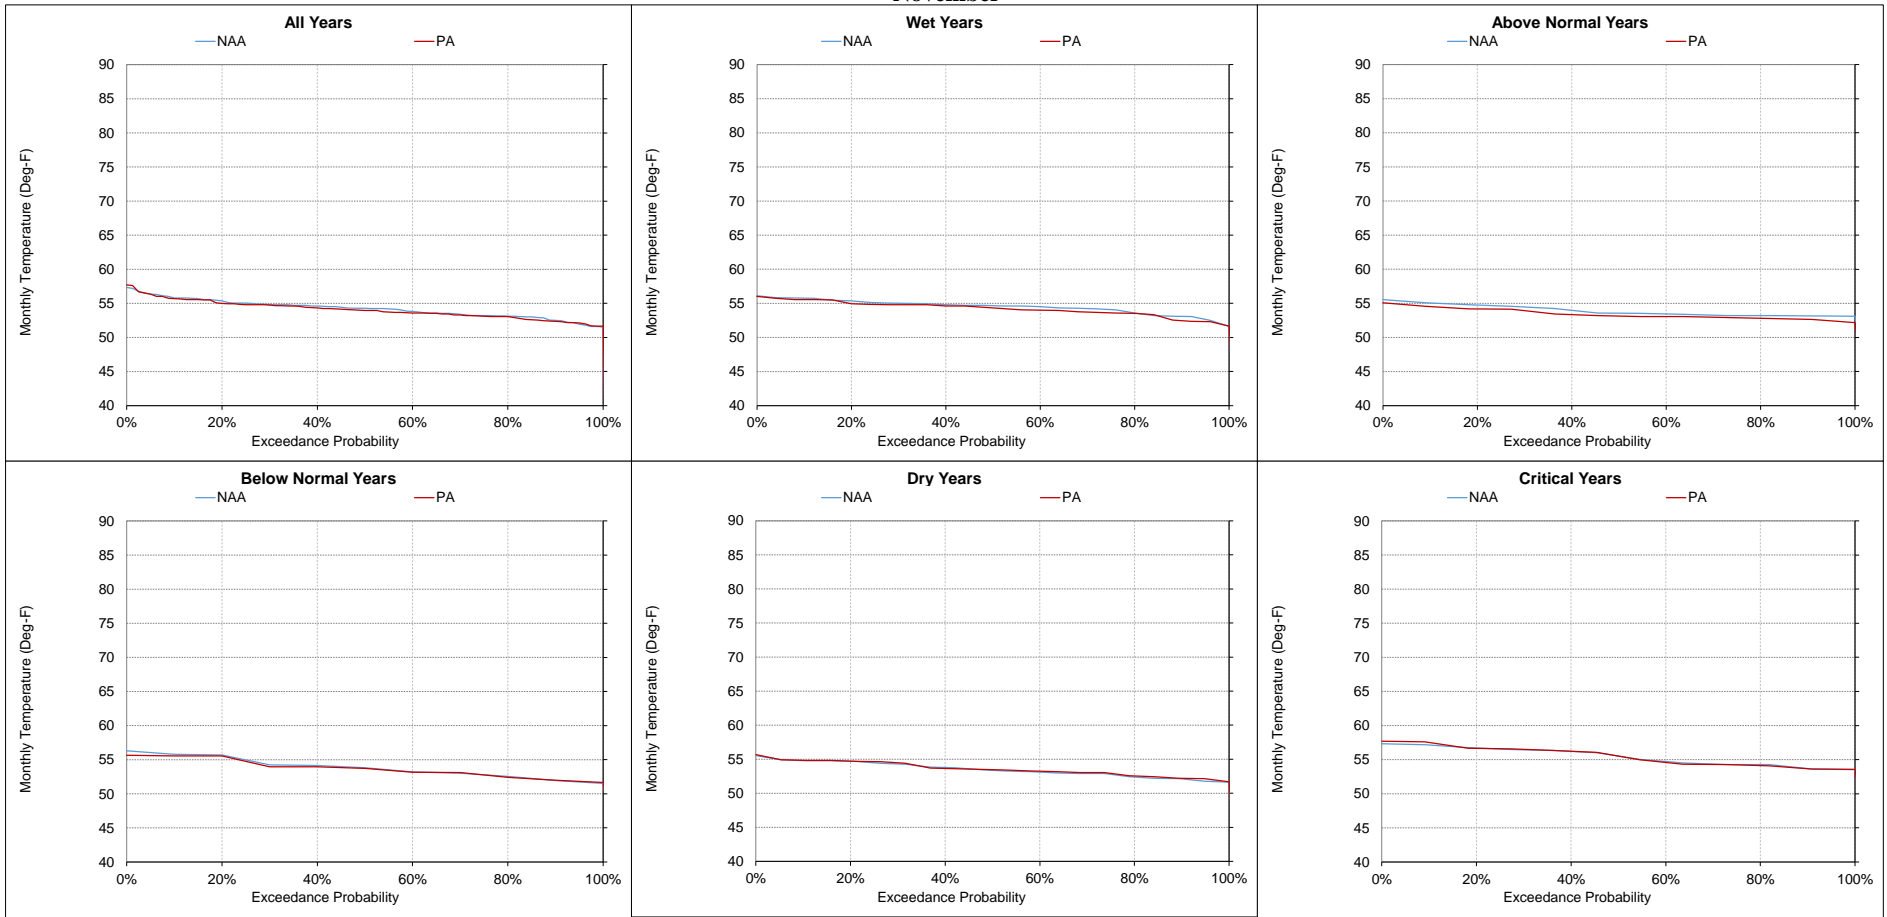 All Years
NAA PA
90
85
80
75
70
65
60
55
50
45
40
0% 20% 40% 60% 80% 100%
Monthly Temperature (Deg-F)
Exceedance Probability
Wet Years
NAA PA
90
85
80
75
70
65
60
55
50
45
40
0% 20% 40% 60% 80% 100%
Monthly Temperature (Deg-F)
Exceedance Probability
Above Normal Years
NAA PA
90
85
80
75
70
65
60
55
50
45
40
0% 20% 40% 60% 80% 100%
Monthly Temperature (Deg-F)
Exceedance Probability
Below Normal Years
NAA PA
90
85
80
75
70
65
60
55
50
45
40
0% 20% 40% 60% 80% 100%
Monthly Temperature (Deg-F)
Exceedance Probability
Dry Years
NAA PA
90
85
80
75
70
65
60
55
50
45
40
0% 20% 40% 60% 80% 100%
Monthly Temperature (Deg-F)
Exceedance Probability
Critical Years
NAA PA
90
85
80
75
70
65
60
55
50
45
40
0% 20% 40% 60% 80% 100%
Monthly Temperature (Deg-F)
Exceedance Probability